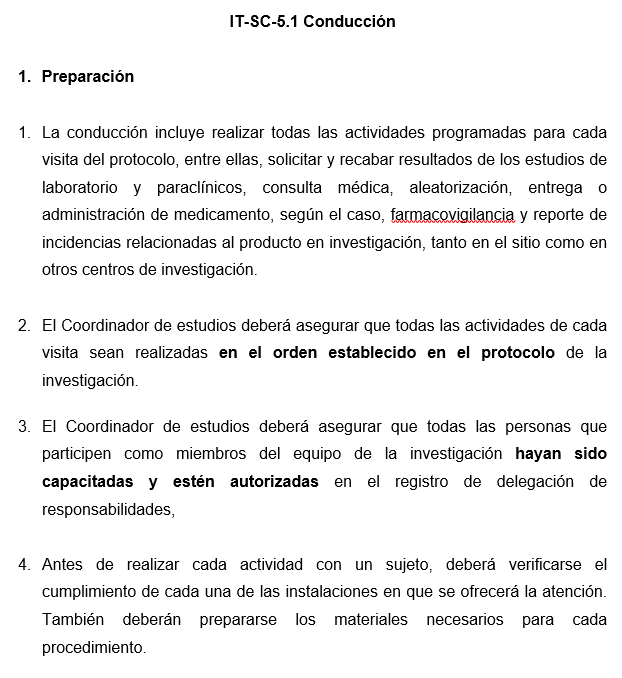 IT-SC-5.1 Conducción
1. Preparación
1. La conducción incluye realizar todas las actividades programadas para cada
visita del protocolo, entre ellas, solicitar y recabar resultados de los estudios de
laboratorio y paraclínicos, consulta médica, aleatorización, entrega o
administración de medicamento, según el caso, farmacovigilancia y reporte de
incidencias relacionadas al producto en investigación, tanto en el sitio como en
otros centros de investigación.
2. El Coordinador de estudios deberá asegurar que todas las actividades de cada
visita sean realizadas en el orden establecido en el protocolo de la
investigación.
3. El Coordinador de estudios deberá asegurar que todas las personas que
participen como miembros del equipo de la investigación hayan sido
capacitadas y estén autorizadas en el registro de delegación de
responsabilidades,
4. Antes de realizar cada actividad con un sujeto, deberá verificarse el
cumplimiento de cada una de las instalaciones en que se ofrecerá la atención.
También deberán prepararse los materiales necesarios para cada
procedimiento.